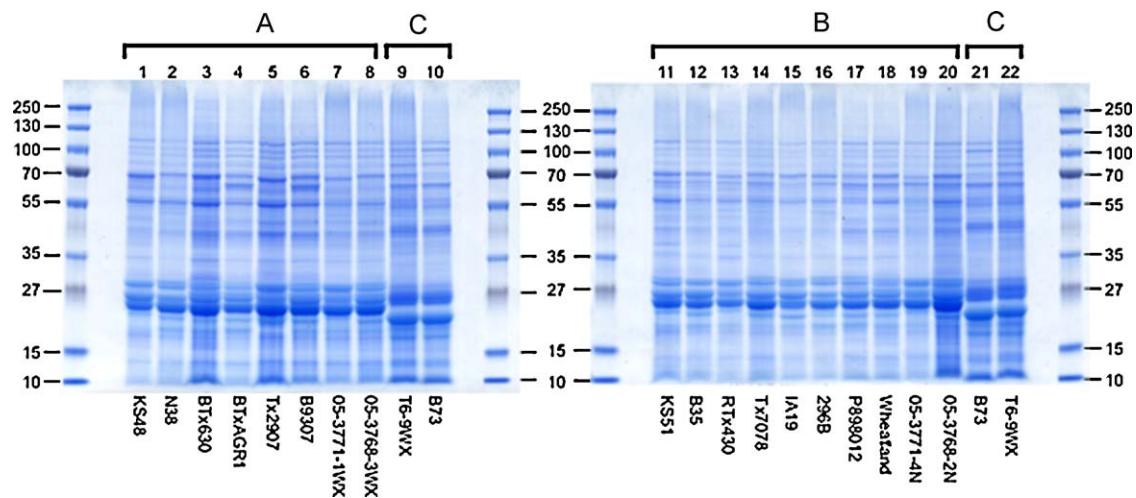 A C B C
1 2 3 4 5 6 7 8 9 10 11 12 13 14 15 16 17 18 19 20 21 22
250 250 250 250
130 130 130 130
100 100 100 100
70 70 70 70
55 55 55 55
35 35 35 35
27 27 27 27
15 15 15 15
10 10 10 10
KS48
N38
BTx630
BTxAGR1
Tx2907
B9307
05-3771-1WX
05-3768-3WX
T6-9WX
B73
KS51
B35
RTx430
Tx7078
IA19
296B
P898012
Wheatland
05-3771-4N
05-3768-2N
B73
T6-9WX